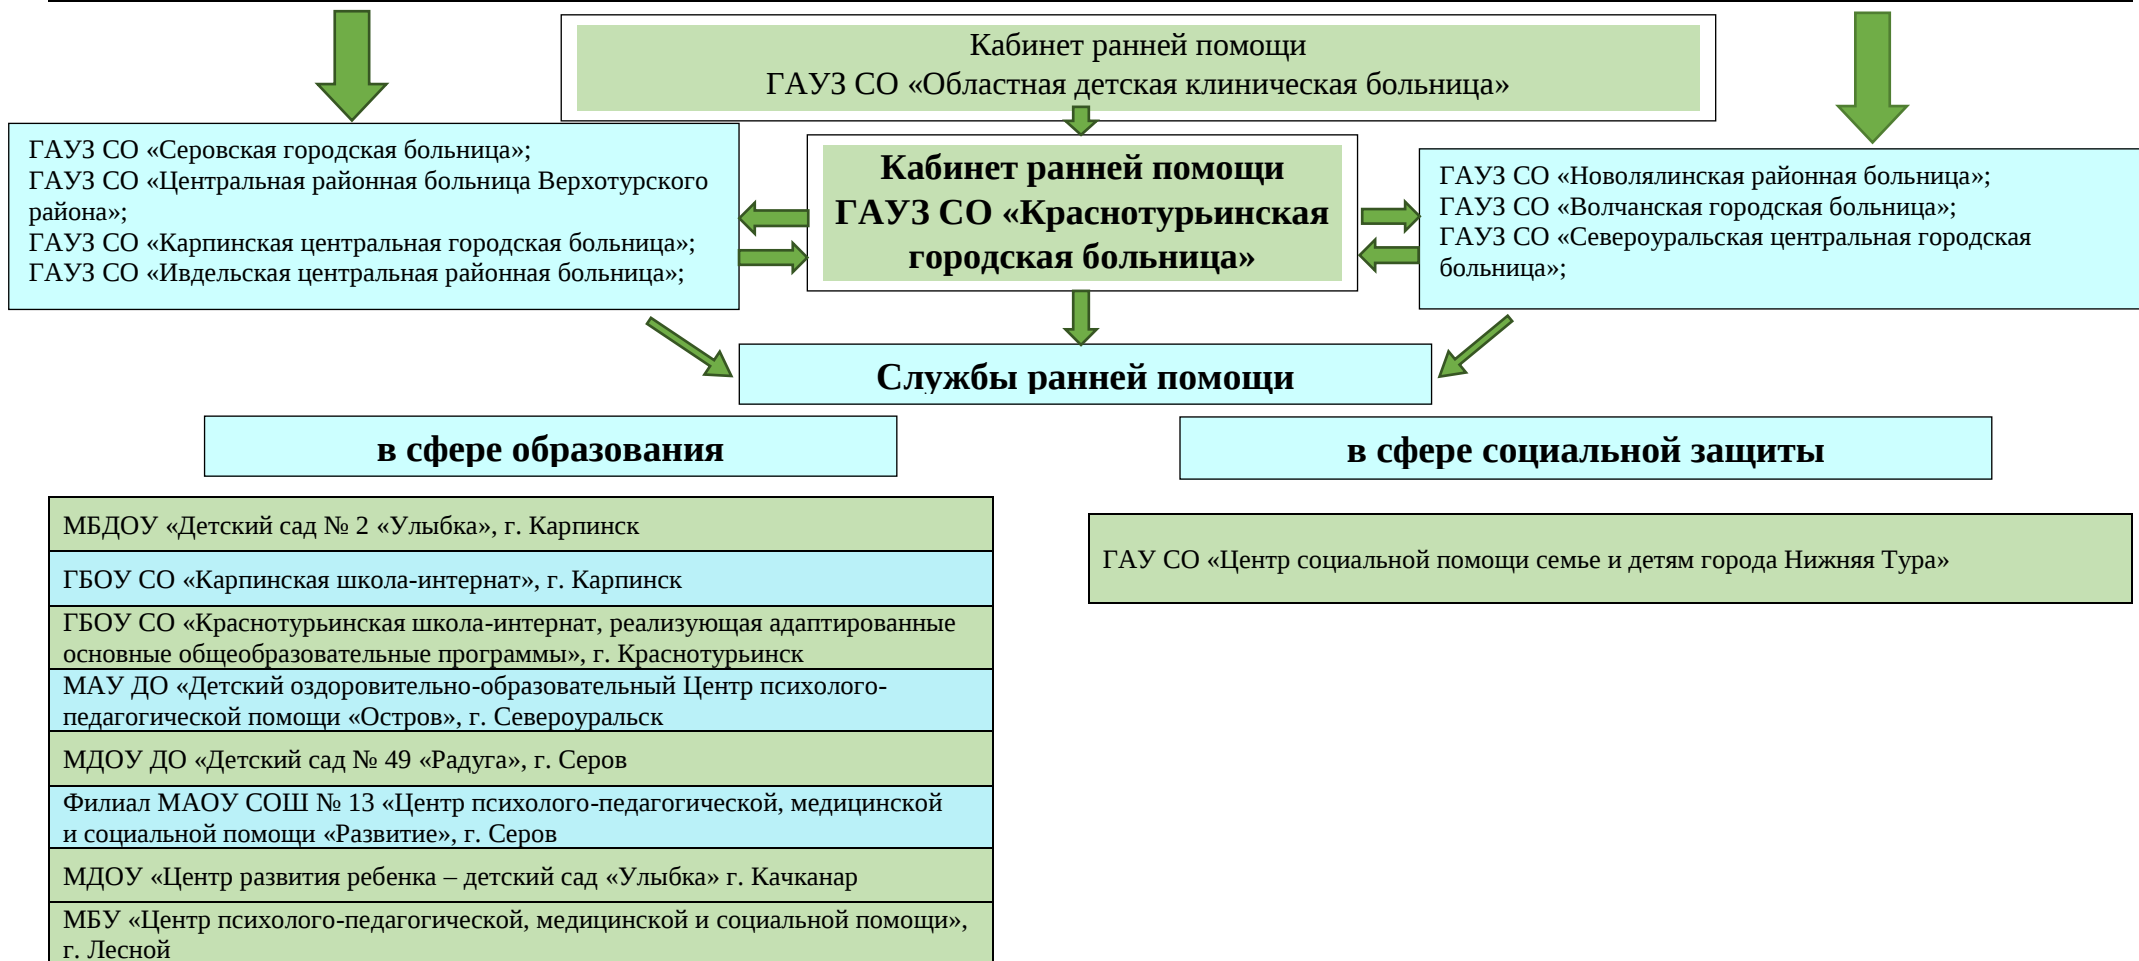 Кабинет ранней помощи
ГАУЗ СО «Областная детская клиническая больница»
ГАУЗ СО «Серовская городская больница»;
ГАУЗ СО «Центральная районная больница Верхотурского
района»;
ГАУЗ СО «Карпинская центральная городская больница»;
ГАУЗ СО «Ивдельская центральная районная больница»;
Кабинет ранней помощи
ГАУЗ СО «Краснотурьинская
городская больница»
ГАУЗ СО «Новолялинская районная больница»;
ГАУЗ СО «Волчанская городская больница»;
ГАУЗ СО «Североуральская центральная городская
больница»;
Службы ранней помощи
в сфере образования
в сфере социальной защиты
МБДОУ «Детский сад № 2 «Улыбка», г. Карпинск
ГБОУ СО «Карпинская школа-интернат», г. Карпинск
ГБОУ СО «Краснотурьинская школа-интернат, реализующая адаптированные
основные общеобразовательные программы», г. Краснотурьинск
МАУ ДО «Детский оздоровительно-образовательный Центр психолого-
педагогической помощи «Остров», г. Североуральск
МДОУ ДО «Детский сад № 49 «Радуга», г. Серов
Филиал МАОУ СОШ № 13 «Центр психолого-педагогической, медицинской
и социальной помощи «Развитие», г. Серов
МДОУ «Центр развития ребенка – детский сад «Улыбка» г. Качканар
МБУ «Центр психолого-педагогической, медицинской и социальной помощи»,
г. Лесной
ГАУ СО «Центр социальной помощи семье и детям города Нижняя Тура»